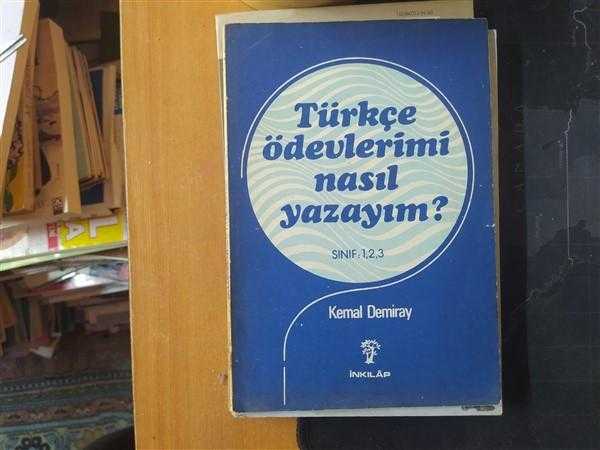 Türkçe
ödevlerimi
nasıl
yazayım?
SINIF: 1,2,3
Kemal Demiray
İNKILÂP